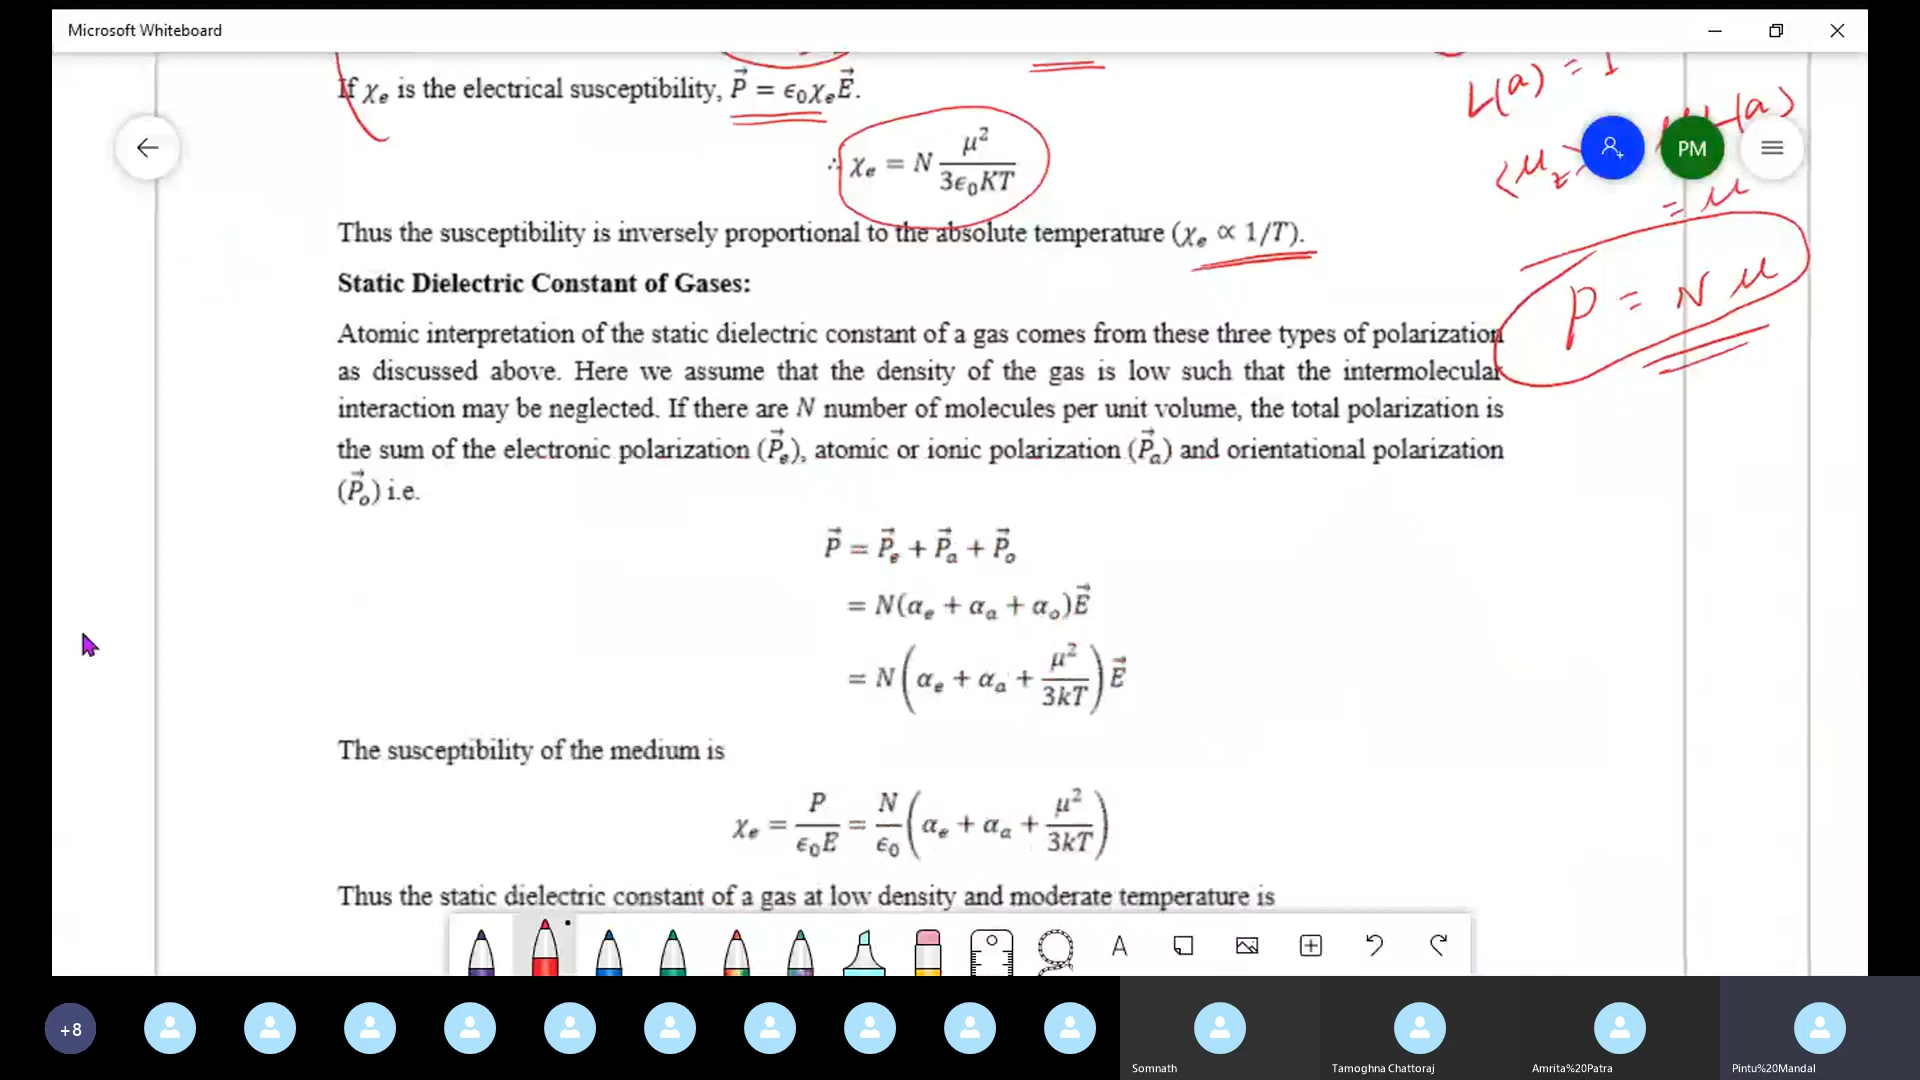 Microsoft Whiteboard
If χₑ is the electrical susceptibility, P⃗ = ϵ₀χₑE⃗.
L(a) = 1
∴ χₑ = N μ²/3ϵ₀KT
(a)
PM
⟨μ_z⟩
= μ
Thus the susceptibility is inversely proportional to the absolute temperature (χₑ ∝ 1/T).
P = N μ
Static Dielectric Constant of Gases:
Atomic interpretation of the static dielectric constant of a gas comes from these three types of polarization
as discussed above. Here we assume that the density of the gas is low such that the intermolecular
interaction may be neglected. If there are N number of molecules per unit volume, the total polarization is
the sum of the electronic polarization (P⃗ₑ), atomic or ionic polarization (P⃗ₐ) and orientational polarization
(P⃗ₒ) i.e.
P⃗ = P⃗ₑ + P⃗ₐ + P⃗ₒ
= N(αₑ + αₐ + αₒ)E⃗
= N(αₑ + αₐ + μ²/3kT)E⃗
The susceptibility of the medium is
χₑ = P/ϵ₀E = N/ϵ₀(αₑ + αₐ + μ²/3kT)
Thus the static dielectric constant of a gas at low density and moderate temperature is
A
+8
Somnath
Tamoghna Chattoraj
Amrita%20Patra
Pintu%20Mandal